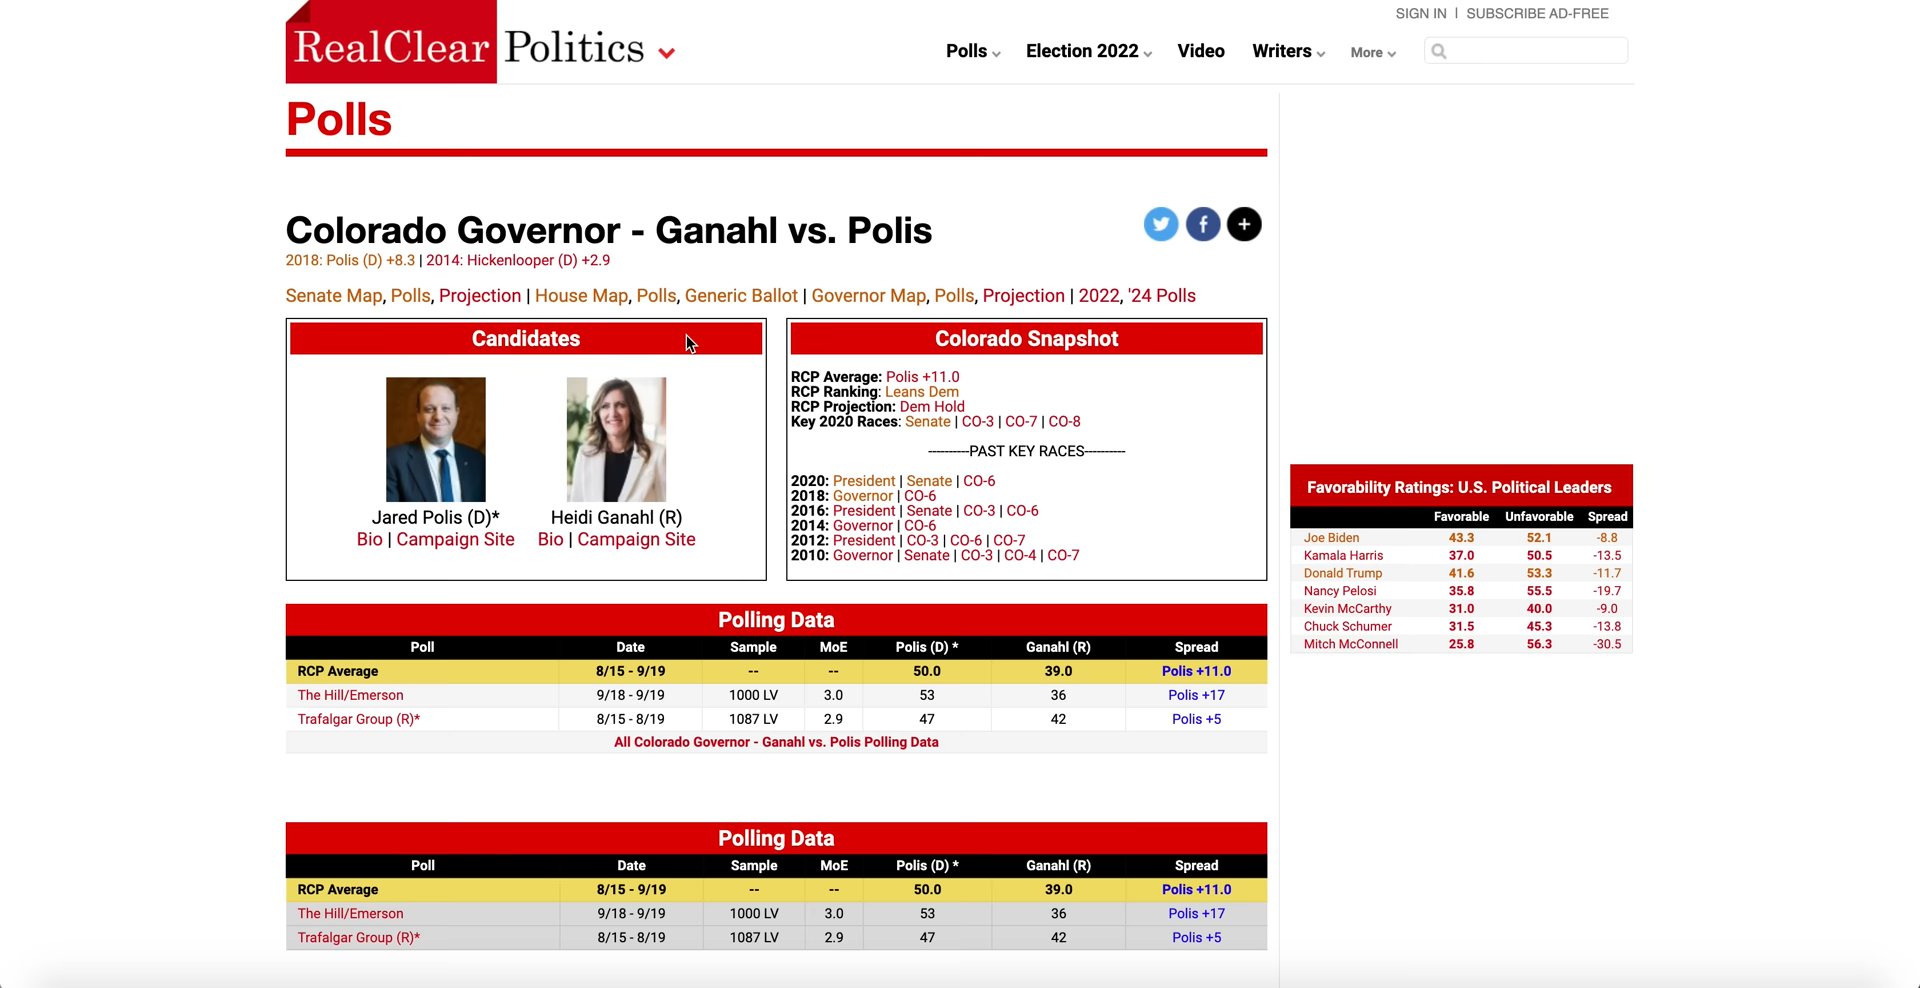 SIGN IN | SUBSCRIBE AD-FREE
RealClear Politics
Polls Election 2022 Video Writers More
Polls
Colorado Governor - Ganahl vs. Polis
2018: Polis (D) +8.3 | 2014: Hickenlooper (D) +2.9
Senate Map, Polls, Projection | House Map, Polls, Generic Ballot | Governor Map, Polls, Projection | 2022, '24 Polls
Candidates
Jared Polis (D)* Heidi Ganahl (R)
Bio | Campaign Site Bio | Campaign Site
Colorado Snapshot
RCP Average: Polis +11.0
RCP Ranking: Leans Dem
RCP Projection: Dem Hold
Key 2020 Races: Senate | CO-3 | CO-7 | CO-8
----------PAST KEY RACES----------
2020: President | Senate | CO-6
2018: Governor | CO-6
2016: President | Senate | CO-3 | CO-6
2014: Governor | CO-6
2012: President | CO-3 | CO-6 | CO-7
2010: Governor | Senate | CO-3 | CO-4 | CO-7
Polling Data
Poll Date Sample MoE Polis (D) * Ganahl (R) Spread
RCP Average 8/15 - 9/19 -- -- 50.0 39.0 Polis +11.0
The Hill/Emerson 9/18 - 9/19 1000 LV 3.0 53 36 Polis +17
Trafalgar Group (R)* 8/15 - 8/19 1087 LV 2.9 47 42 Polis +5
All Colorado Governor - Ganahl vs. Polis Polling Data
Polling Data
Poll Date Sample MoE Polis (D) * Ganahl (R) Spread
RCP Average 8/15 - 9/19 -- -- 50.0 39.0 Polis +11.0
The Hill/Emerson 9/18 - 9/19 1000 LV 3.0 53 36 Polis +17
Trafalgar Group (R)* 8/15 - 8/19 1087 LV 2.9 47 42 Polis +5
Favorability Ratings: U.S. Political Leaders
Favorable Unfavorable Spread
Joe Biden 43.3 52.1 -8.8
Kamala Harris 37.0 50.5 -13.5
Donald Trump 41.6 53.3 -11.7
Nancy Pelosi 35.8 55.5 -19.7
Kevin McCarthy 31.0 40.0 -9.0
Chuck Schumer 31.5 45.3 -13.8
Mitch McConnell 25.8 56.3 -30.5